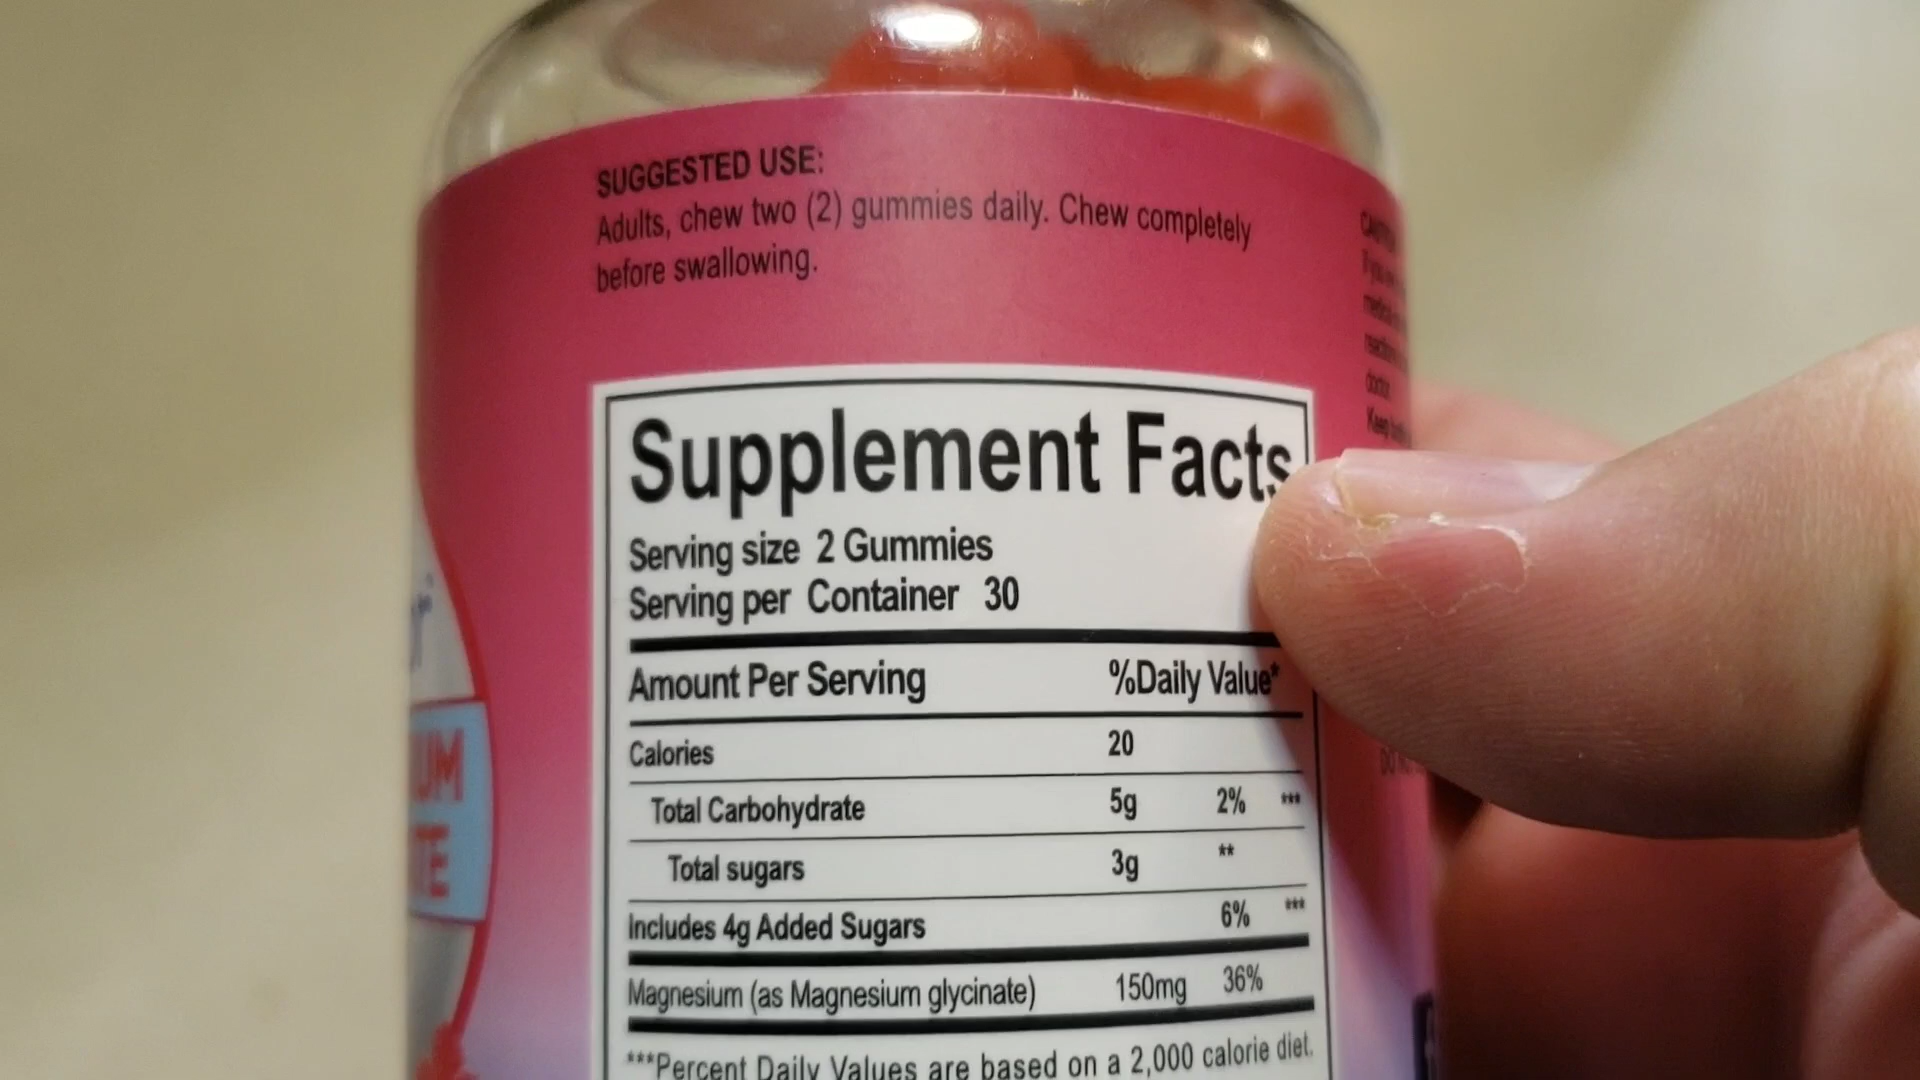 SUGGESTED USE:
Adults, chew two (2) gummies daily. Chew completely
before swallowing.
Supplement Facts
Serving size 2 Gummies
Serving per Container 30
Amount Per Serving %Daily Value*
Calories 20
Total Carbohydrate 5g 2% ***
Total sugars 3g **
Includes 4g Added Sugars 6% ***
Magnesium (as Magnesium glycinate) 150mg 36%
***Percent Daily Values are based on a 2,000 calorie diet.
UM
TE
Keep